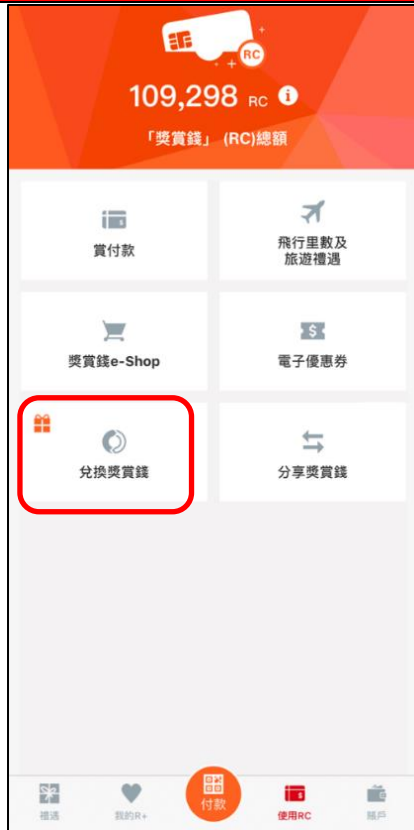 RC
109,298 RC i
「獎賞錢」 (RC)總額
賞付款
飛行里數及
旅遊禮遇
獎賞錢e-Shop
電子優惠券
兌換獎賞錢
分享獎賞錢
禮遇
我的R+
付款
使用RC
賬戶